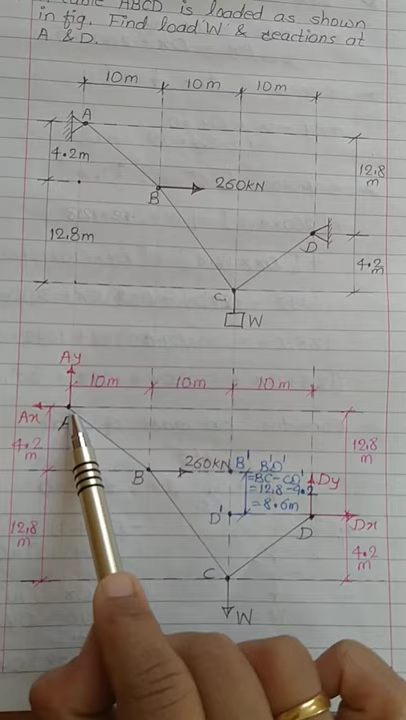 table ABCD is loaded as shown
in fig. Find load 'W' & reactions at
A & D.
10m 10m 10m
A
4.2m
12.8
m
B
260KN
12.8m
D
4.2
m
C
W
Ay
10m 10m 10m
Ax
A
4.2
m
12.8
m
B
260KN B' B'D'
=BC-CD'
=12.8-4.2
=8.6m
Dy
D'
Dx
12.8
m
D
4.2
m
C
W